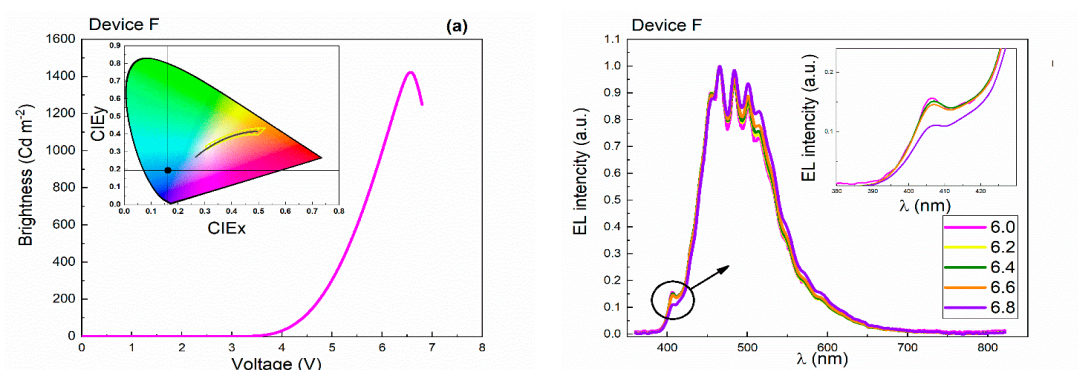 Device F
(a)
Brightness (Cd m-2)
1600
1400
1200
1000
800
600
400
200
0
0 1 2 3 4 5 6 7 8
Voltage (V)
CIEy
0.9
0.8
0.7
0.6
0.5
0.4
0.3
0.2
0.1
0.0
0.0 0.1 0.2 0.3 0.4 0.5 0.6 0.7 0.8
CIEx
Device F
EL intencity (a.u.)
1.1
1.0
0.9
0.8
0.7
0.6
0.5
0.4
0.3
0.2
0.1
0.0
400 500 600 700 800
λ (nm)
EL intencity (a.u.)
0.2
0.1
380 390 400 410 420
λ (nm)
6.0
6.2
6.4
6.6
6.8